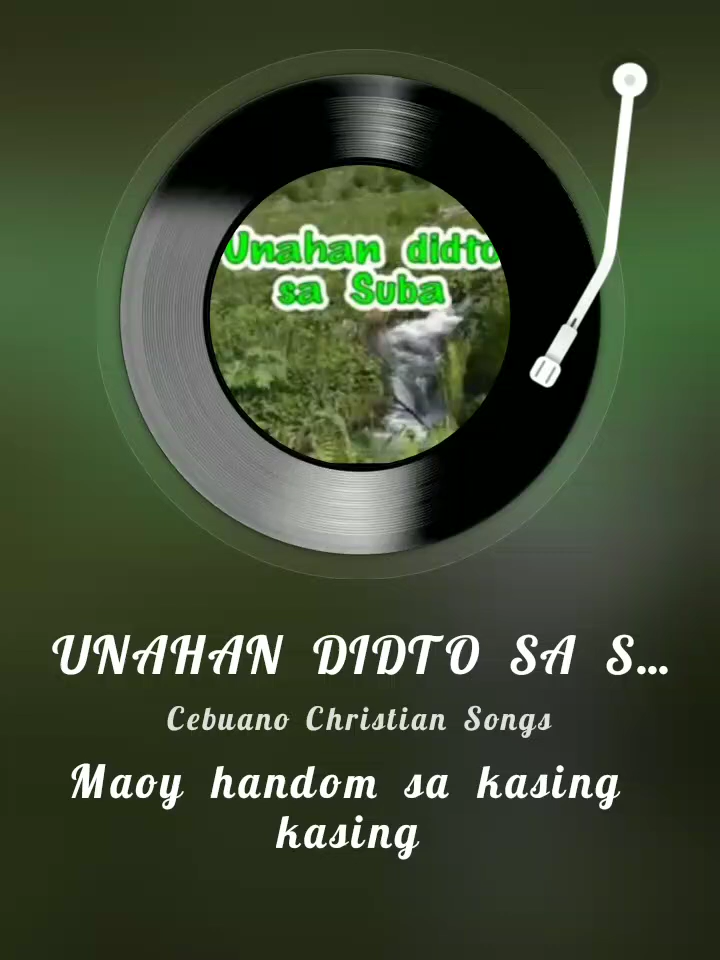 Unahan didto
sa Suba
UNAHAN DIDTO SA S...
Cebuano Christian Songs
Maoy handom sa kasing
kasing